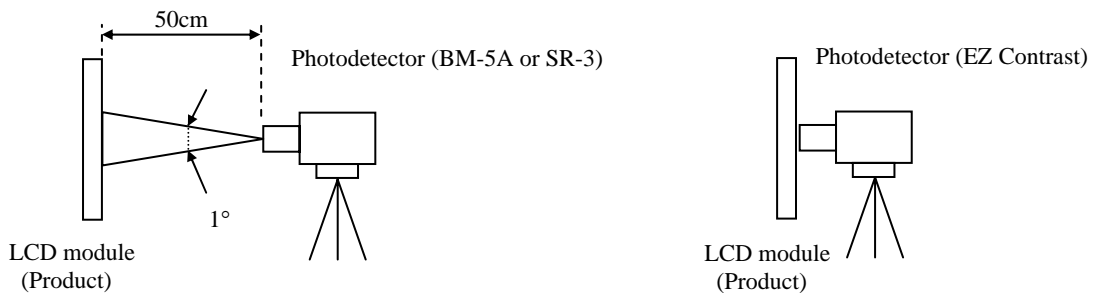 50cm
Photodetector (BM-5A or SR-3)
1°
LCD module
(Product)
Photodetector (EZ Contrast)
LCD module
(Product)